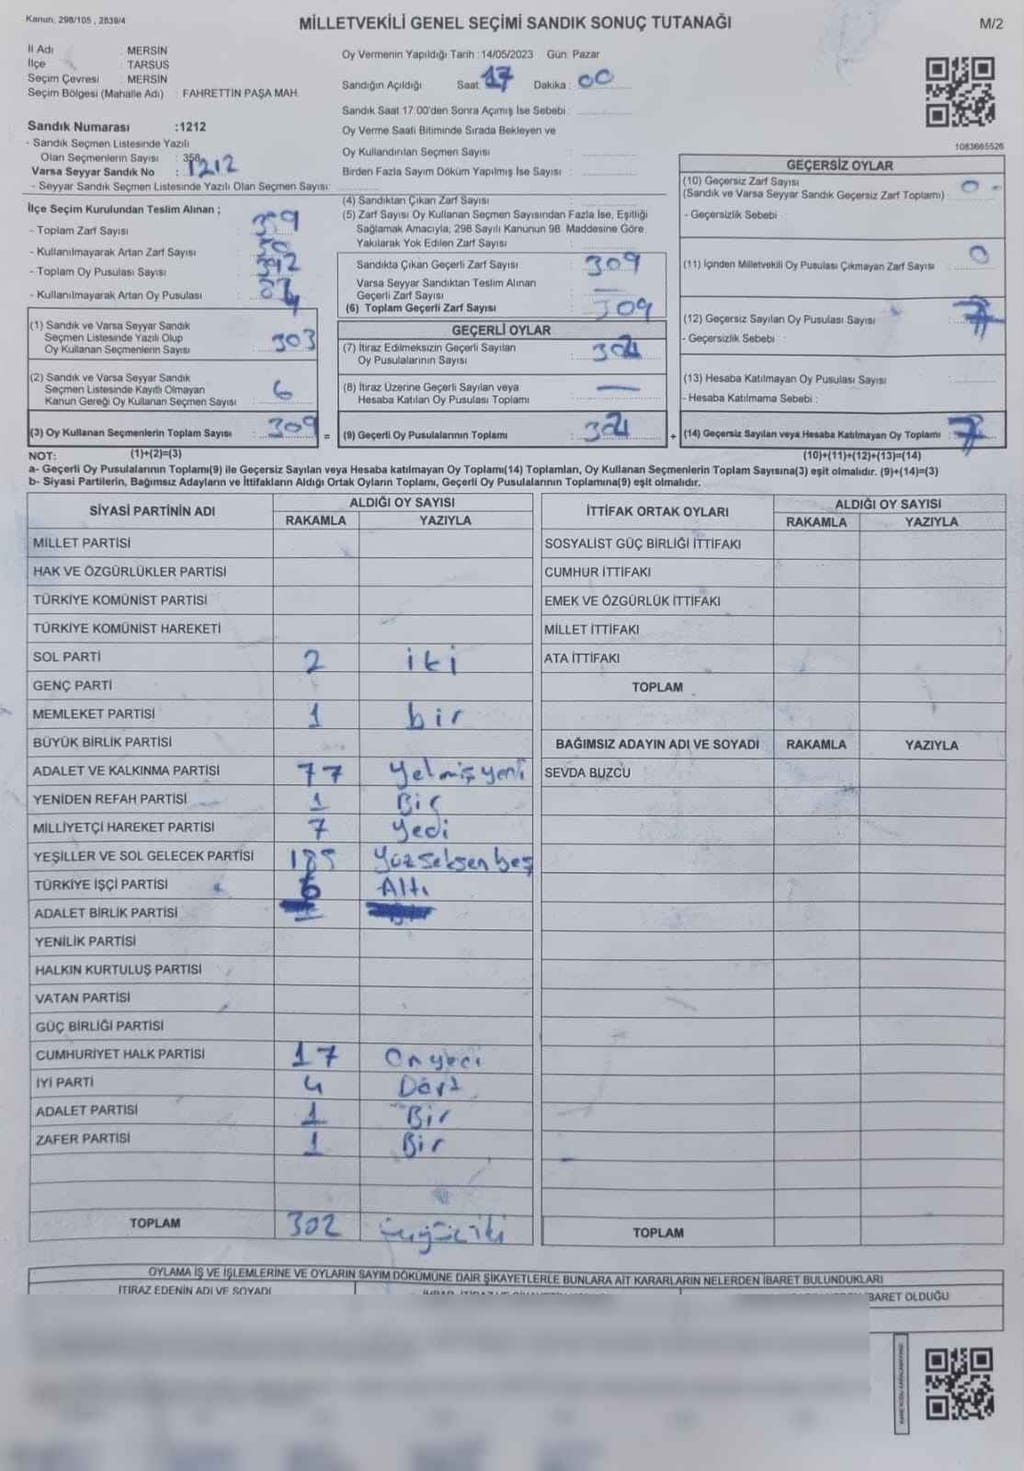 Kanun, 298/105 , 2839/4
MİLLETVEKİLİ GENEL SEÇİMİ SANDIK SONUÇ TUTANAĞI
M/2
İl Adı : MERSİN
İlçe : TARSUS
Seçim Çevresi : MERSİN
Seçim Bölgesi (Mahalle Adı) : FAHRETTİN PAŞA MAH.
Oy Vermenin Yapıldığı Tarih : 14/05/2023 Gün: Pazar
Sandığın Açıldığı Saat: 17 Dakika : 00
Sandık Saat 17:00'den Sonra Açımış İse Sebebi :
Oy Verme Saati Bitiminde Sırada Bekleyen ve
Oy Kullandırılan Seçmen Sayısı :
Birden Fazla Sayım Döküm Yapılmış İse Sayısı :
1083665526
Sandık Numarası :1212
- Sandık Seçmen Listesinde Yazılı
Olan Seçmenlerin Sayısı : 358
Varsa Seyyar Sandık No : 1212
- Seyyar Sandık Seçmen Listesinde Yazılı Olan Seçmen Sayısı:
İlçe Seçim Kurulundan Teslim Alınan ;
- Toplam Zarf Sayısı :
- Kullanılmayarak Artan Zarf Sayısı :
- Toplam Oy Pusulası Sayısı :
- Kullanılmayarak Artan Oy Pusulası :
(1) Sandık ve Varsa Seyyar Sandık
Seçmen Listesinde Yazılı Olup
Oy Kullanan Seçmenlerin Sayısı : 303
(2) Sandık ve Varsa Seyyar Sandık
Seçmen Listesinde Kayıtlı Olmayan
Kanun Gereği Oy Kullanan Seçmen Sayısı : 6
(3) Oy Kullanan Seçmenlerin Toplam Sayısı : 309
(4) Sandıktan Çıkan Zarf Sayısı :
(5) Zarf Sayısı Oy Kullanan Seçmen Sayısından Fazla İse, Eşitliği
Sağlamak Amacıyla, 298 Sayılı Kanunun 98. Maddesine Göre
Yakılarak Yok Edilen Zarf Sayısı :
Sandıkta Çıkan Geçerli Zarf Sayısı : 309
Varsa Seyyar Sandıktan Teslim Alınan
Geçerli Zarf Sayısı : —
(6) Toplam Geçerli Zarf Sayısı : 309
GEÇERLİ OYLAR
(7) İtiraz Edilmeksizin Geçerli Sayılan
Oy Pusulalarının Sayısı :
(8) İtiraz Üzerine Geçerli Sayılan veya
Hesaba Katılan Oy Pusulası Toplamı : —
= (9) Geçerli Oy Pusulalarının Toplamı :
GEÇERSİZ OYLAR
(10) Geçersiz Zarf Sayısı
(Sandık ve Varsa Seyyar Sandık Geçersiz Zarf Toplamı) : 0
- Geçersizlik Sebebi :
(11) İçinden Milletvekili Oy Pusulası Çıkmayan Zarf Sayısı : 0
(12) Geçersiz Sayılan Oy Pusulası Sayısı : 7
- Geçersizlik Sebebi :
(13) Hesaba Katılmayan Oy Pusulası Sayısı :
- Hesaba Katılmama Sebebi :
+ (14) Geçersiz Sayılan veya Hesaba Katılmayan Oy Toplamı : 7
NOT: (1)+(2)=(3) (10)+(11)+(12)+(13)=(14)
a- Geçerli Oy Pusulalarının Toplamı(9) ile Geçersiz Sayılan veya Hesaba katılmayan Oy Toplamı(14) Toplamları, Oy Kullanan Seçmenlerin Toplam Sayısına(3) eşit olmalıdır. (9)+(14)=(3)
b- Siyasi Partilerin, Bağımsız Adayların ve İttifakların Aldığı Ortak Oyların Toplamı, Geçerli Oy Pusulalarının Toplamına(9) eşit olmalıdır.
SİYASİ PARTİNİN ADI ALDIĞI OY SAYISI
RAKAMLA YAZIYLA
MİLLET PARTİSİ
HAK VE ÖZGÜRLÜKLER PARTİSİ
TÜRKİYE KOMÜNİST PARTİSİ
TÜRKİYE KOMÜNİST HAREKETİ
SOL PARTİ 2 iki
GENÇ PARTİ
MEMLEKET PARTİSİ 1 bir
BÜYÜK BİRLİK PARTİSİ
ADALET VE KALKINMA PARTİSİ 77
YENİDEN REFAH PARTİSİ 1 Bir
MİLLİYETÇİ HAREKET PARTİSİ 7 Yedi
YEŞİLLER VE SOL GELECEK PARTİSİ 185 Yüzseksenbeş
TÜRKİYE İŞÇİ PARTİSİ 6 Altı
ADALET BİRLİK PARTİSİ
YENİLİK PARTİSİ
HALKIN KURTULUŞ PARTİSİ
VATAN PARTİSİ
GÜÇ BİRLİĞİ PARTİSİ
CUMHURİYET HALK PARTİSİ 17 Onyedi
İYİ PARTİ 4 Dört
ADALET PARTİSİ 1 Bir
ZAFER PARTİSİ 1 Bir
TOPLAM 302 üçyüziki
İTTİFAK ORTAK OYLARI ALDIĞI OY SAYISI
RAKAMLA YAZIYLA
SOSYALİST GÜÇ BİRLİĞİ İTTİFAKI
CUMHUR İTTİFAKI
EMEK VE ÖZGÜRLÜK İTTİFAKI
MİLLET İTTİFAKI
ATA İTTİFAKI
TOPLAM
BAĞIMSIZ ADAYIN ADI VE SOYADI RAKAMLA YAZIYLA
SEVDA BUZCU
TOPLAM
OYLAMA İŞ VE İŞLEMLERİNE VE OYLARIN SAYIM DÖKÜMÜNE DAİR ŞİKAYETLERLE BUNLARA AİT KARARLARIN NELERDEN İBARET BULUNDUKLARI
İTİRAZ EDENİN ADI VE SOYADI
İBARET OLDUĞU